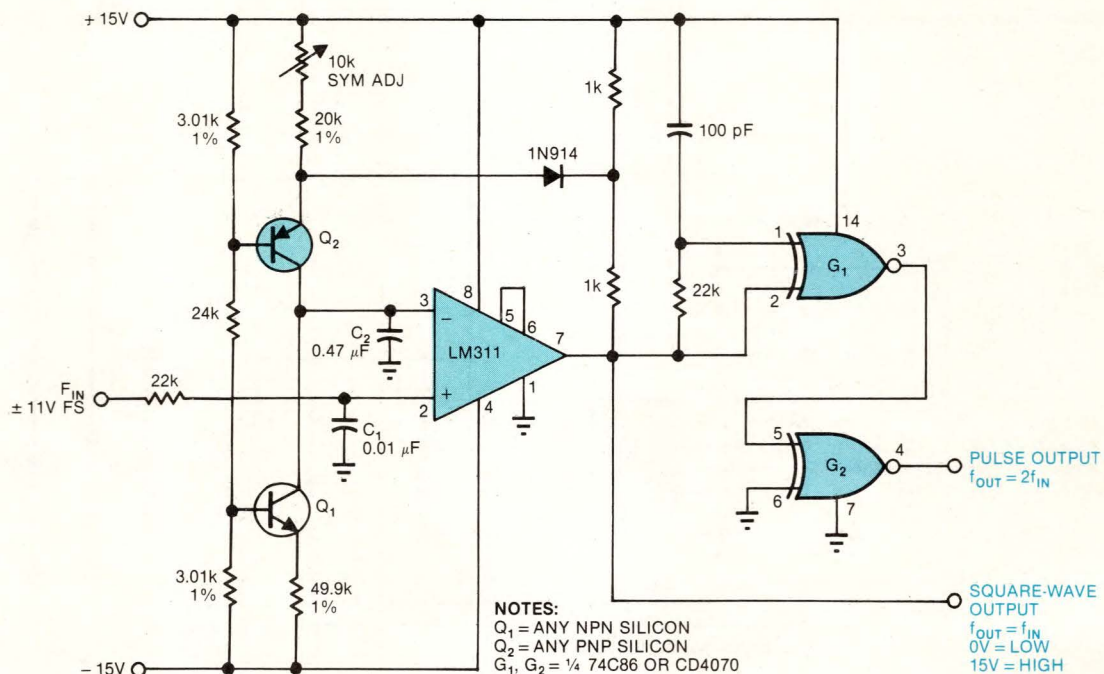 ± 15V
10k
SYM ADJ
1k
3.01k
1%
20k
1%
100 pF
1N914
14
1
3
Q2
G1
2
24k
1k
22k
3
8
5
6
7
C2
0.47 µF
LM311
FIN
± 11V FS
22k
2
4
1
C1
0.01 µF
5
4
G2
6
7
PULSE OUTPUT
fOUT = 2fIN
Q1
3.01k
1%
49.9k
1%
NOTES:
Q1 = ANY NPN SILICON
Q2 = ANY PNP SILICON
G1, G2 = ¼ 74C86 OR CD4070
SQUARE-WAVE
OUTPUT
fOUT = fIN
0V = LOW
15V = HIGH
− 15V